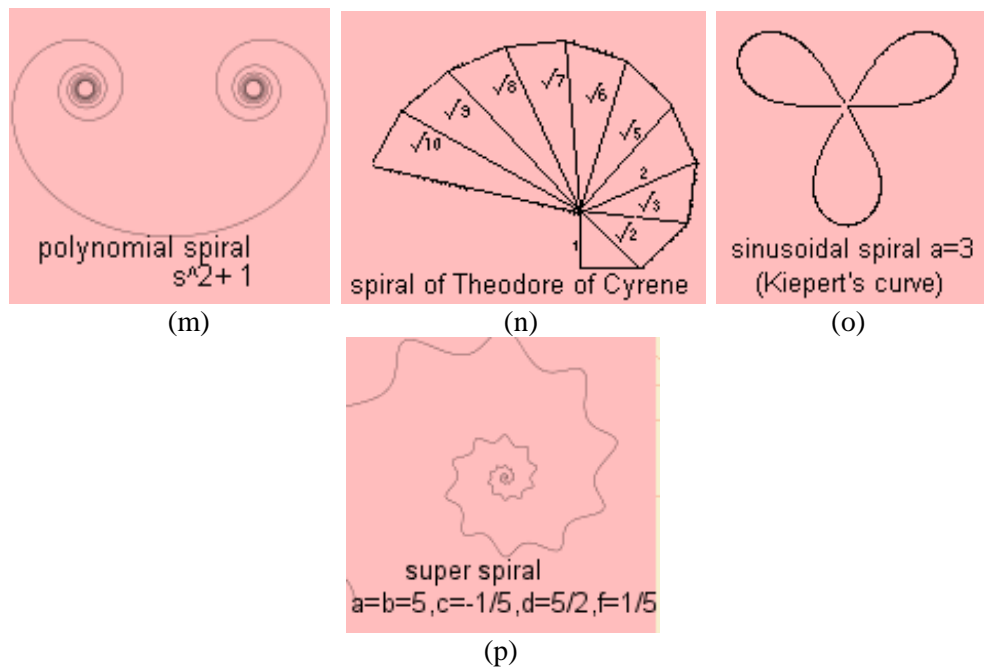 polynomial spiral
s^2+ 1
(m)
√10
√9
√8
√7
√6
√5
2
√3
√2
1
spiral of Theodore of Cyrene
(n)
sinusoidal spiral a=3
(Kiepert's curve)
(o)
super spiral
a=b=5,c=-1/5,d=5/2,f=1/5
(p)